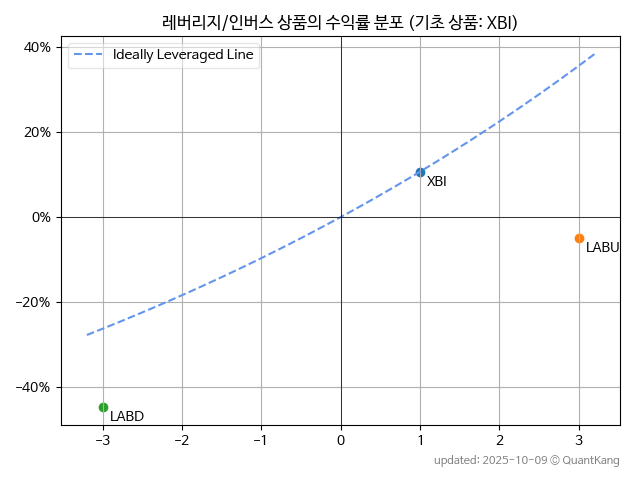 레버리지/인버스 상품의 수익률 분포 (기초 상품: XBI)
40%
Ideally Leveraged Line
20%
XBI
0%
LABU
−20%
−40%
LABD
−3 −2 −1 0 1 2 3
updated: 2025-10-09 © QuantKang